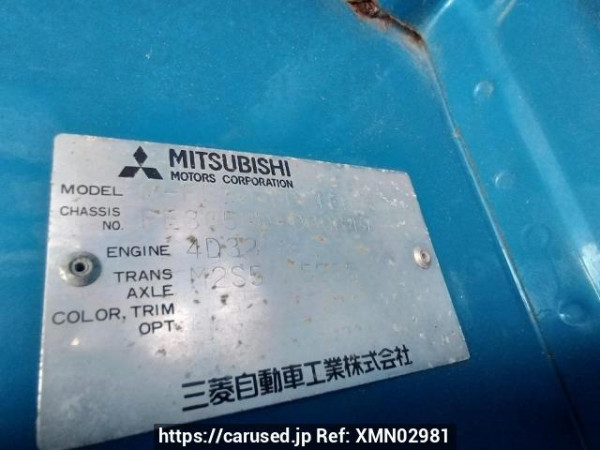 MITSUBISHI
MOTORS CORPORATION
MODEL
CHASSIS NO.
ENGINE 4D32
TRANS AXLE M2S5
COLOR, TRIM OPT
三菱自動車工業株式会社
https://carused.jp Ref: XMN02981